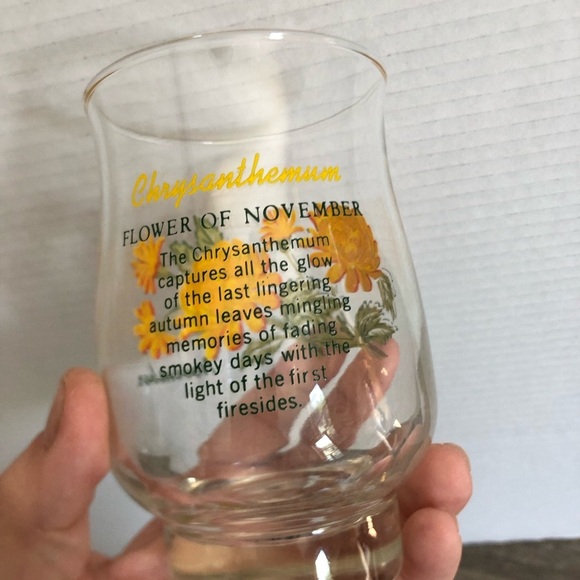 Chrysanthemum
FLOWER OF NOVEMBER
The Chrysanthemum
captures all the glow
of the last lingering
autumn leaves mingling
memories of fading
smokey days with the
light of the first
firesides.